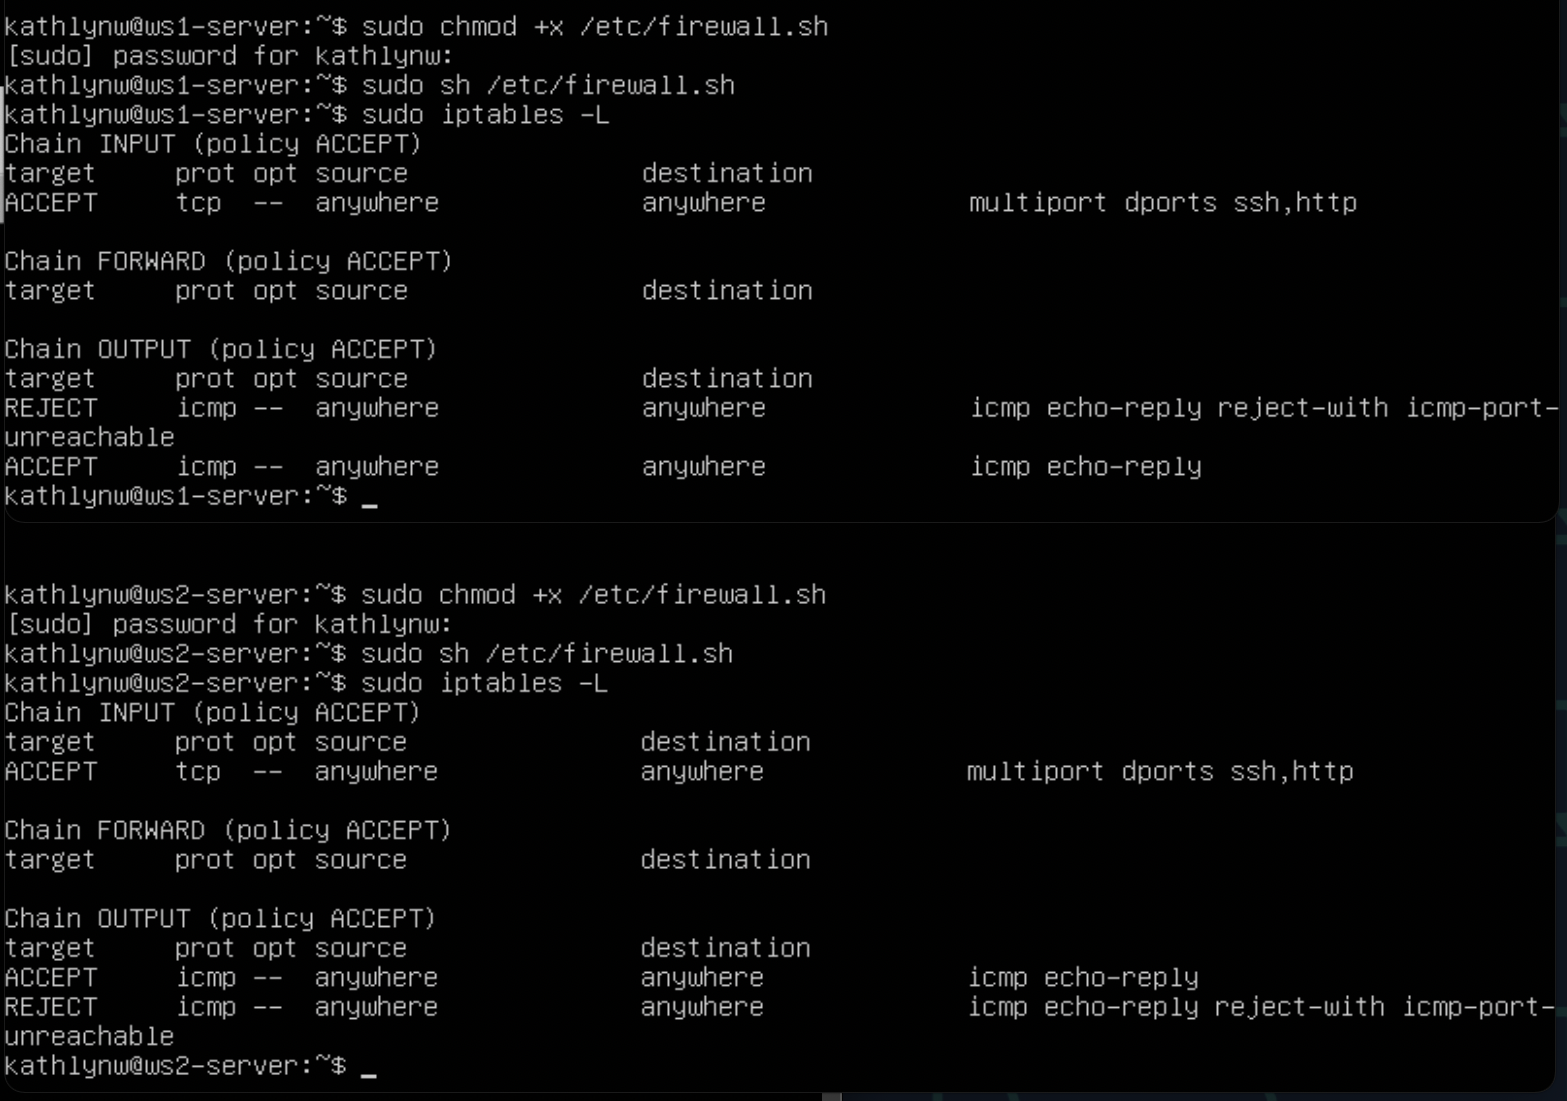 kathlynw@ws1-server:~$ sudo chmod +x /etc/firewall.sh
[sudo] password for kathlynw:
kathlynw@ws1-server:~$ sudo sh /etc/firewall.sh
kathlynw@ws1-server:~$ sudo iptables -L
Chain INPUT (policy ACCEPT)
target     prot opt source               destination
ACCEPT     tcp  --  anywhere             anywhere             multiport dports ssh,http

Chain FORWARD (policy ACCEPT)
target     prot opt source               destination

Chain OUTPUT (policy ACCEPT)
target     prot opt source               destination
REJECT     icmp --  anywhere             anywhere             icmp echo-reply reject-with icmp-port-
unreachable
ACCEPT     icmp --  anywhere             anywhere             icmp echo-reply
kathlynw@ws1-server:~$ _

kathlynw@ws2-server:~$ sudo chmod +x /etc/firewall.sh
[sudo] password for kathlynw:
kathlynw@ws2-server:~$ sudo sh /etc/firewall.sh
kathlynw@ws2-server:~$ sudo iptables -L
Chain INPUT (policy ACCEPT)
target     prot opt source               destination
ACCEPT     tcp  --  anywhere             anywhere             multiport dports ssh,http

Chain FORWARD (policy ACCEPT)
target     prot opt source               destination

Chain OUTPUT (policy ACCEPT)
target     prot opt source               destination
ACCEPT     icmp --  anywhere             anywhere             icmp echo-reply
REJECT     icmp --  anywhere             anywhere             icmp echo-reply reject-with icmp-port-
unreachable
kathlynw@ws2-server:~$ _